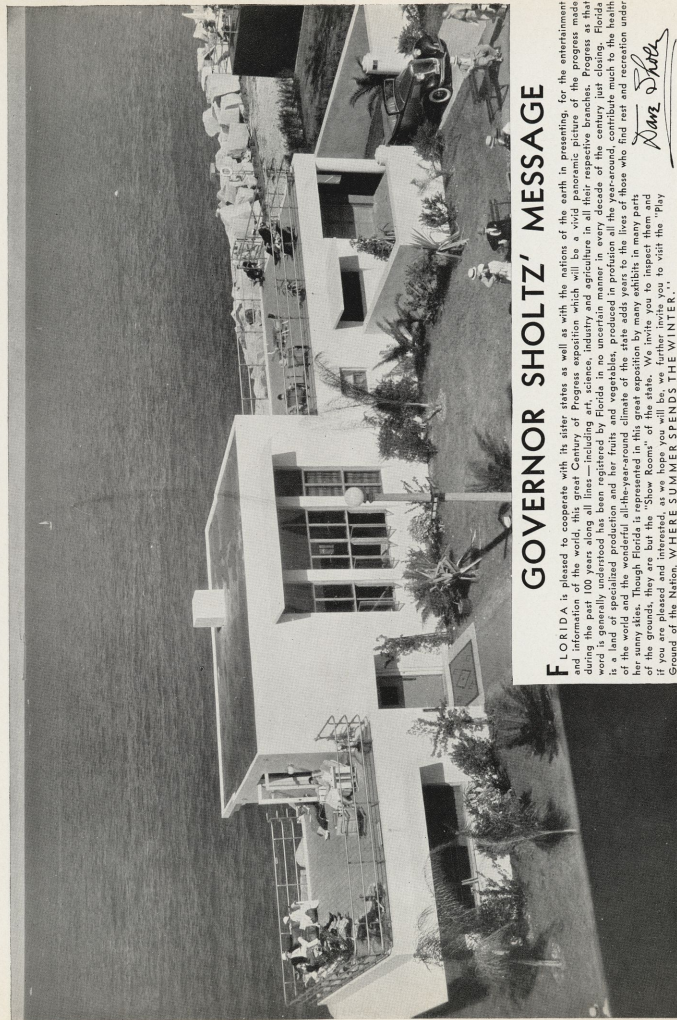 GOVERNOR SHOLTZ' MESSAGE
FLORIDA is pleased to cooperate with its sister states as well as with the nations of the earth in presenting, for the entertainment
and information of the world, this great Century of Progress exposition which will be a vivid panoramic picture of the progress made
during the past 100 years along all lines — including art, science, industry and agriculture in all their respective branches. Progress as that
word is generally understood has been registered by Florida in no uncertain manner in every decade of the century just closing. Florida
is a land of specialized production and her fruits and vegetables, produced in profusion all the year-around, contribute much to the health
of the world and the wonderful all-the-year-around climate of the state adds years to the lives of those who find rest and recreation under
her sunny skies. Though Florida is represented in this great exposition by many exhibits in many parts
of the grounds, they are but the "Show Rooms" of the state. We invite you to inspect them and
if you are pleased and interested, as we hope you will be, we further invite you to visit the "Play
Ground of the Nation, WHERE SUMMER SPENDS THE WINTER."
Dave Sholtz